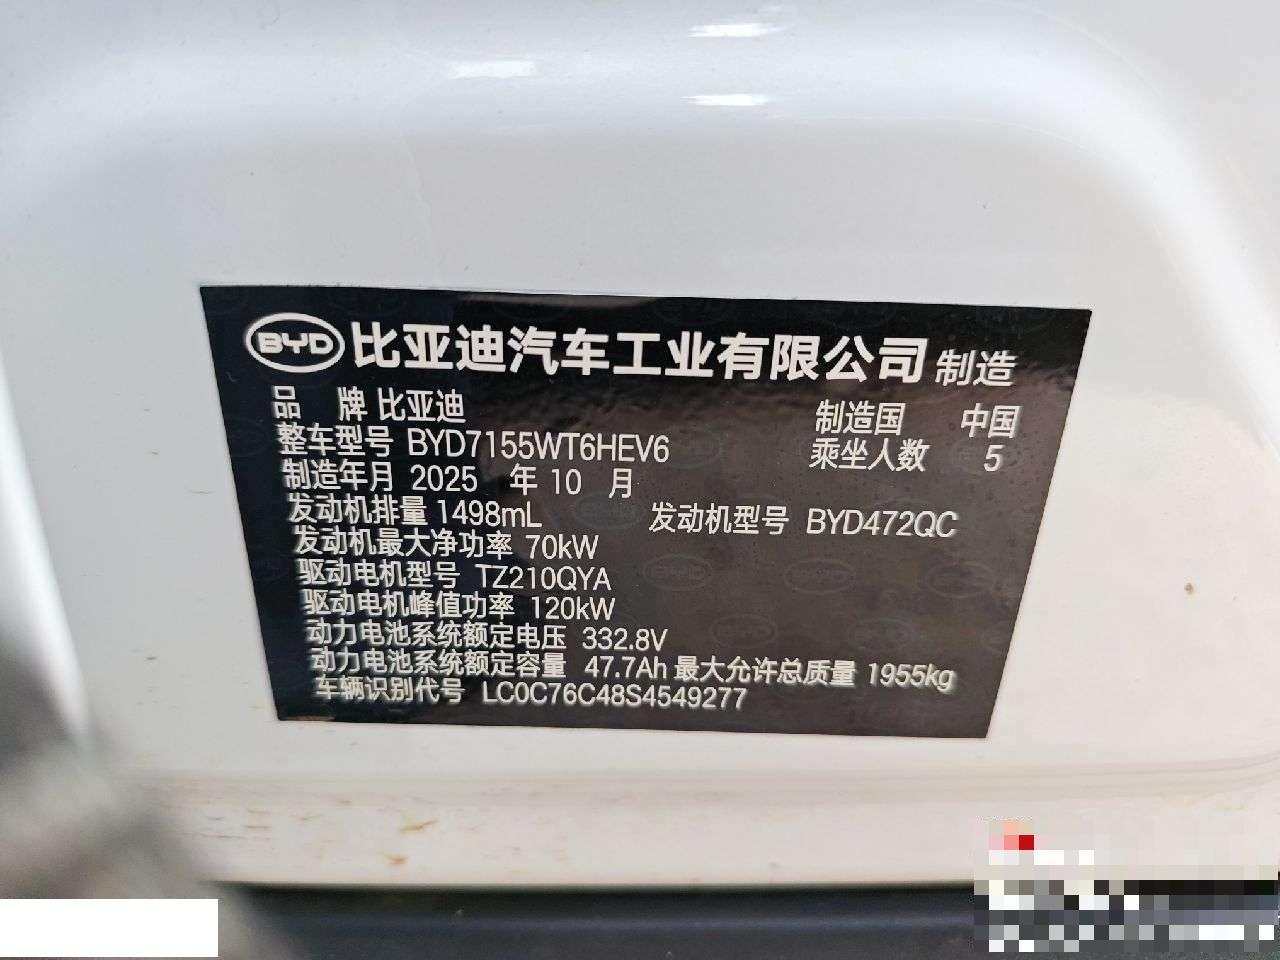 BYD 比亚迪汽车工业有限公司 制造
品 牌 比亚迪 制造国 中国
整车型号 BYD7155WT6HEV6 乘坐人数 5
制造年月 2025 年 10 月
发动机排量 1498mL 发动机型号 BYD472QC
发动机最大净功率 70kW
驱动电机型号 TZ210QYA
驱动电机峰值功率 120kW
动力电池系统额定电压 332.8V
动力电池系统额定容量 47.7Ah 最大允许总质量 1955kg
车辆识别代号 LC0C76C48S4549277